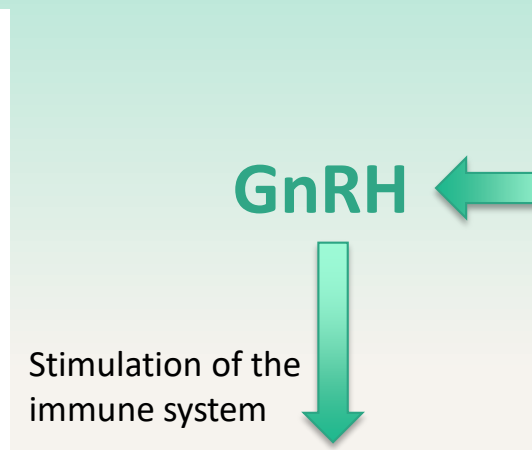 GnRH
Stimulation of the
immune system